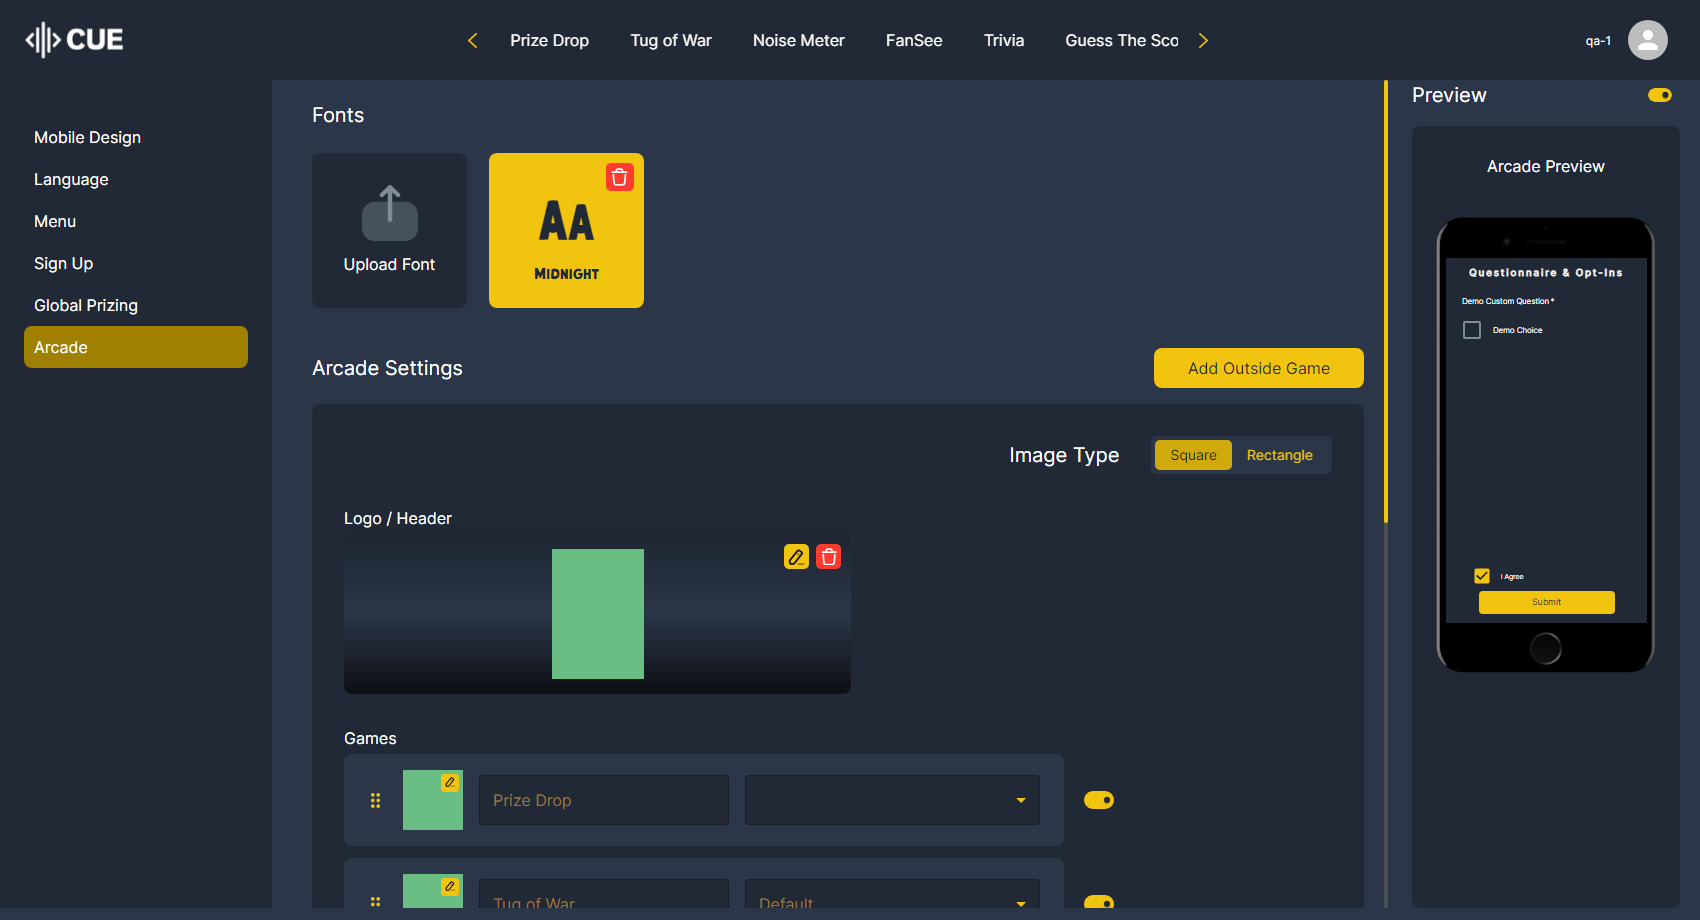 CUE
Prize Drop
Tug of War
Noise Meter
FanSee
Trivia
Guess The Sco
qa-1
Mobile Design
Language
Menu
Sign Up
Global Prizing
Arcade
Fonts
Upload Font
AA
MIDNIGHT
Arcade Settings
Add Outside Game
Image Type
Square
Rectangle
Logo / Header
Games
Prize Drop
Tug of War
Default
Preview
Arcade Preview
Questionnaire & Opt-Ins
Demo Custom Question *
Demo Choice
I Agree
Submit